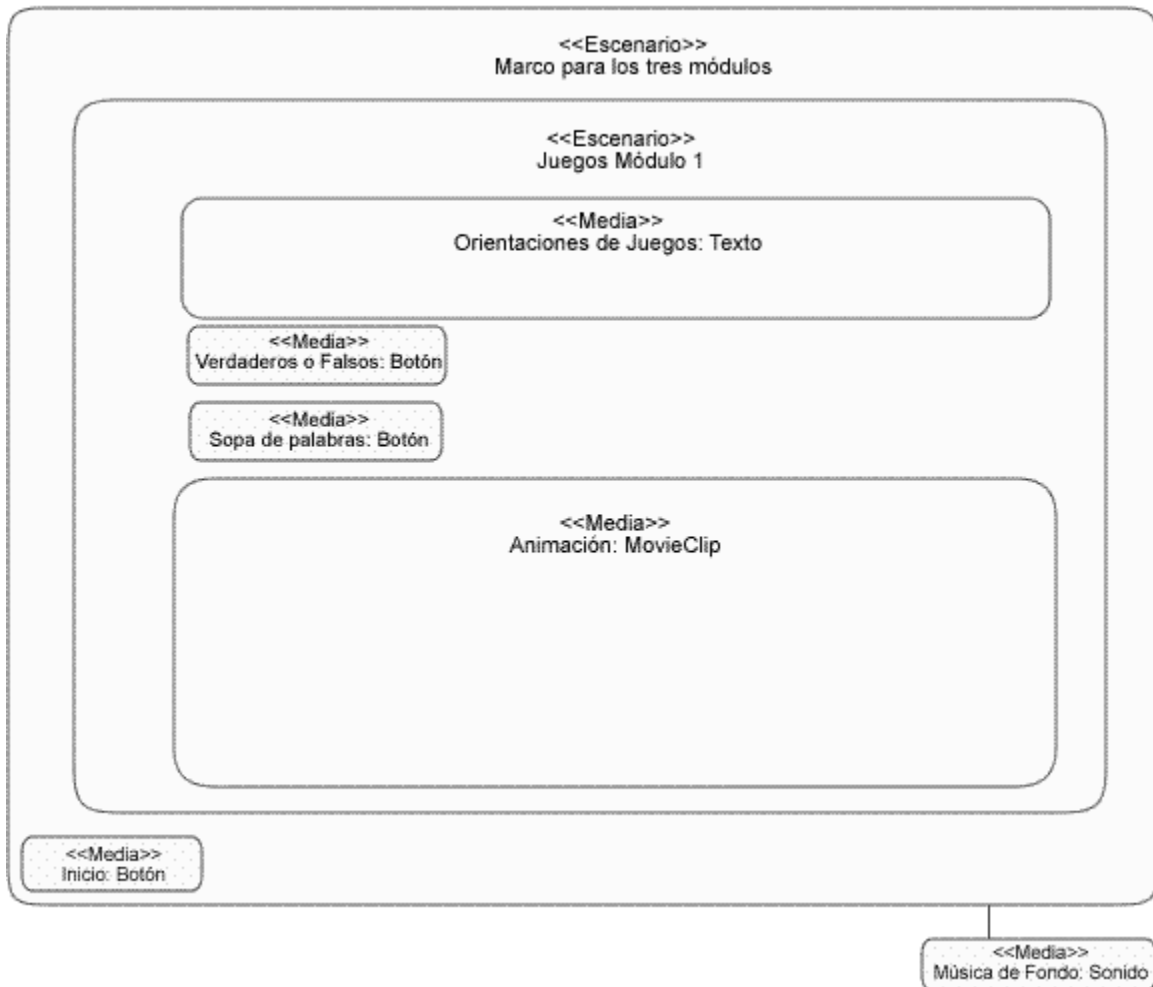 <<Escenario>>
Marco para los tres módulos
<<Escenario>>
Juegos Módulo 1
<<Media>>
Orientaciones de Juegos: Texto
<<Media>>
Verdaderos o Falsos: Botón
<<Media>>
Sopa de palabras: Botón
<<Media>>
Animación: MovieClip
<<Media>>
Inicio: Botón
<<Media>>
Música de Fondo: Sonido